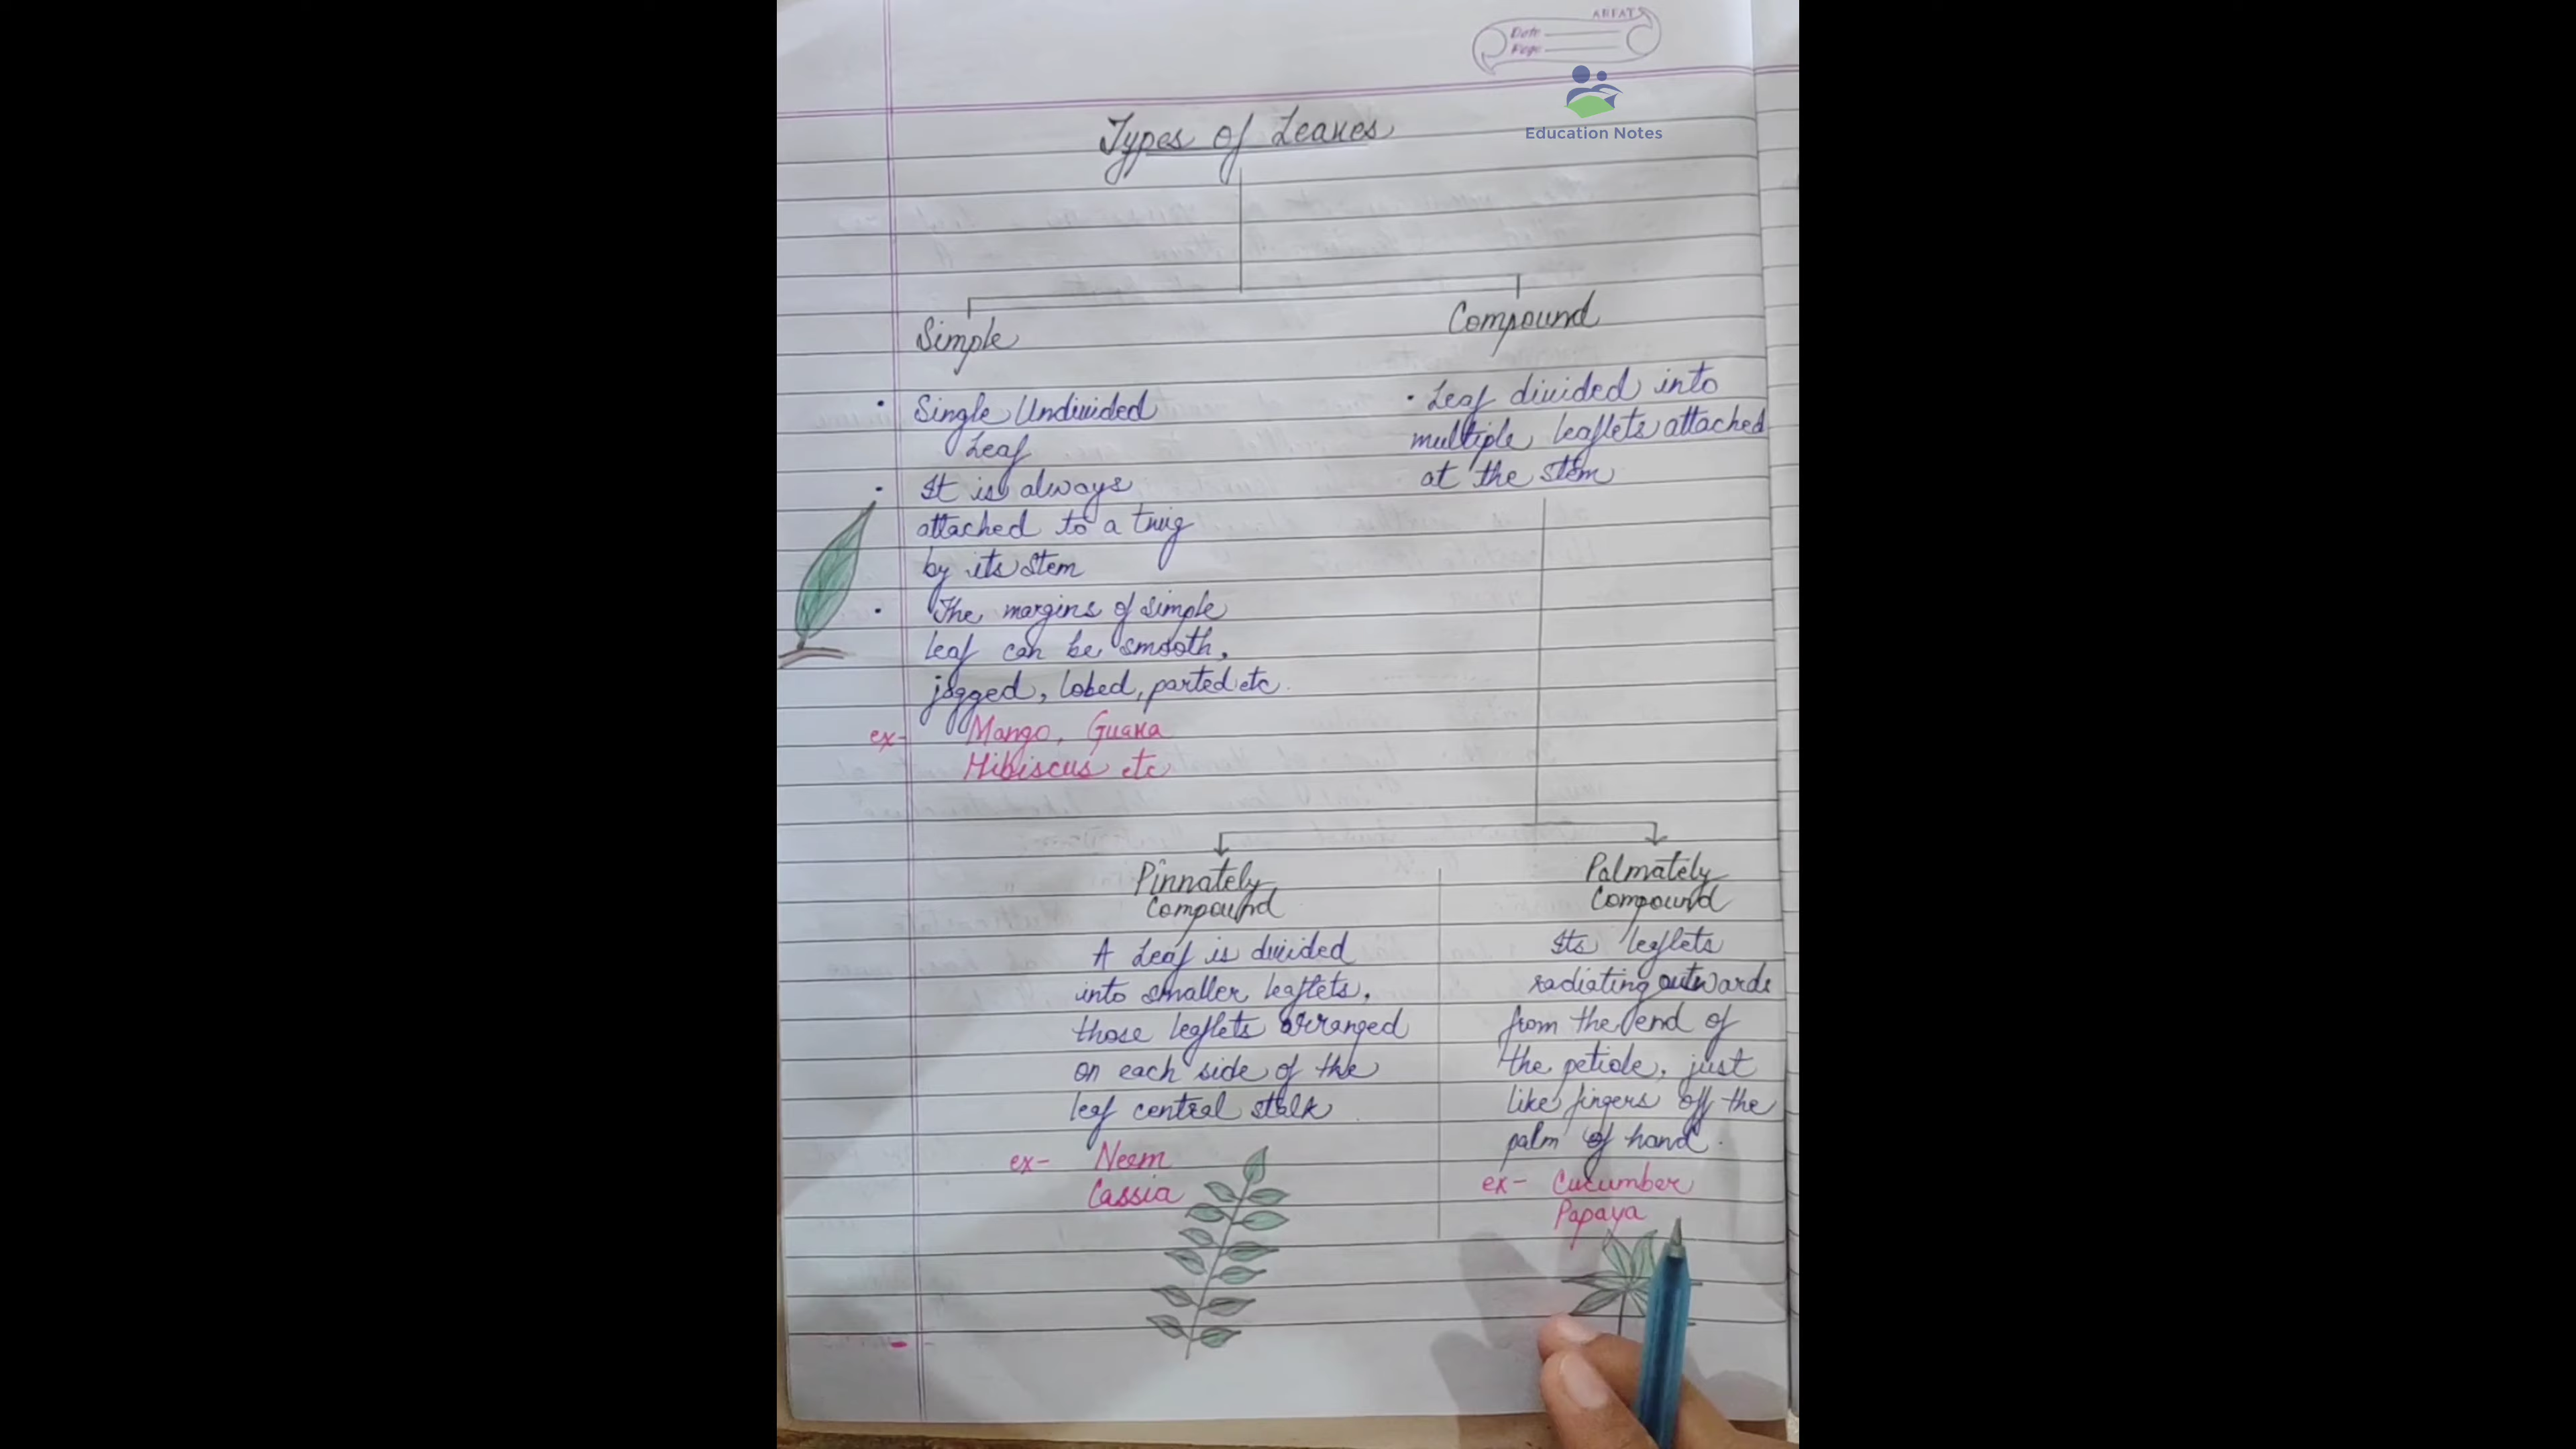 ARFAT
Date
Page
Education Notes
Types of Leaves
Simple
Compound
• Single Undivided
Leaf
• It is always
attached to a twig
by its stem
• The margins of simple
leaf can be smooth,
jagged, lobed, parted etc.
ex- Mango, Guava
Hibiscus etc
• Leaf divided into
multiple leaflets attached
at the stem
Pinnately
Compound
A Leaf is divided
into smaller leaflets,
those leaflets arranged
on each side of the
leaf central stalk
ex- Neem
Cassia
Palmately
Compound
Its leaflets
radiating outwards
from the end of
the petiole, just
like fingers off the
palm of hand.
ex- Cucumber
Papaya